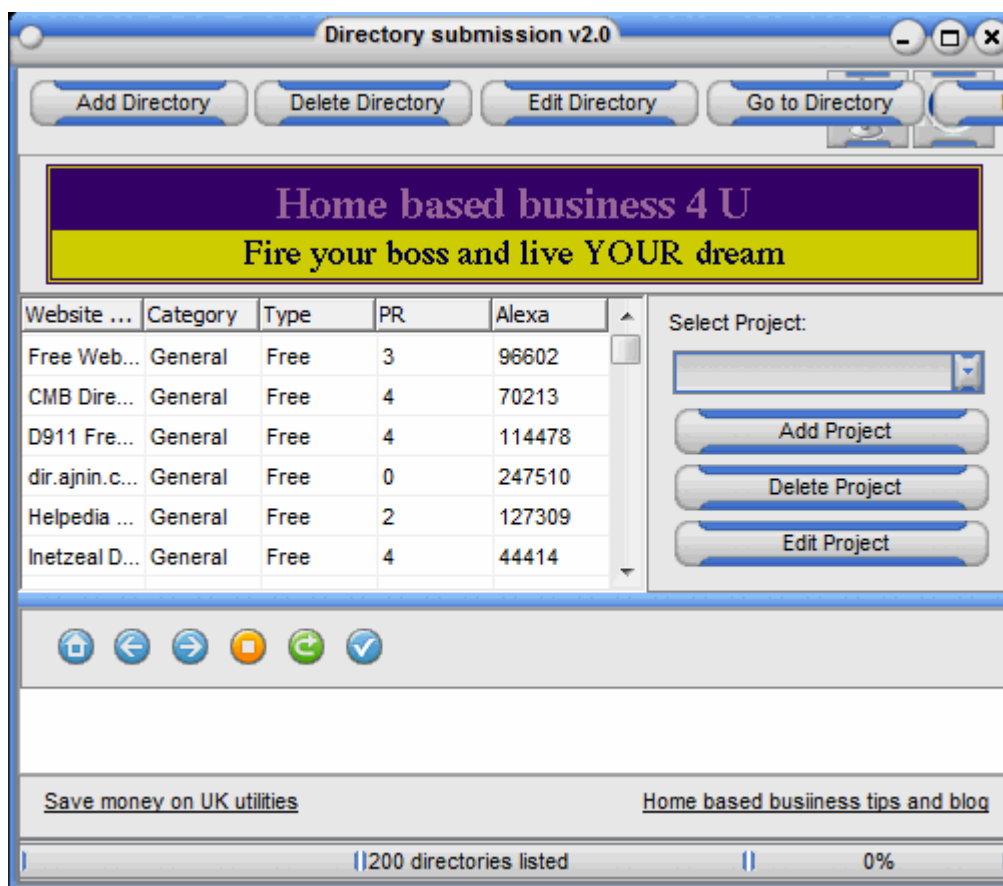 Directory submission v2.0
Add Directory Delete Directory Edit Directory Go to Directory
Home based business 4 U
Fire your boss and live YOUR dream
Website ... Category Type PR Alexa
Select Project:
Free Web... General Free 3 96602
CMB Dire... General Free 4 70213
D911 Fre... General Free 4 114478
Add Project
dir.ajnin.c... General Free 0 247510
Delete Project
Helpedia ... General Free 2 127309
Edit Project
Inetzeal D... General Free 4 44414
Save money on UK utilities Home based busiiness tips and blog
200 directories listed 0%